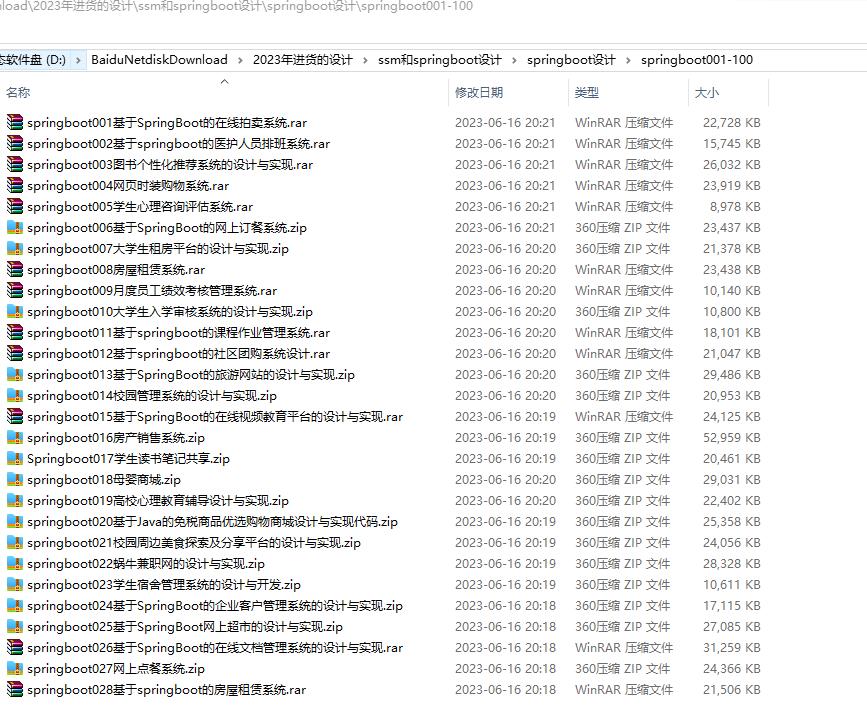 nload\2023年进货的设计\ssm和springboot设计\springboot设计\springboot001-100
态软件盘 (D:) › BaiduNetdiskDownload › 2023年进货的设计 › ssm和springboot设计 › springboot设计 › springboot001-100
名称 修改日期 类型 大小
springboot001基于SpringBoot的在线拍卖系统.rar 2023-06-16 20:21 WinRAR 压缩文件 22,728 KB
springboot002基于springboot的医护人员排班系统.rar 2023-06-16 20:21 WinRAR 压缩文件 15,745 KB
springboot003图书个性化推荐系统的设计与实现.rar 2023-06-16 20:21 WinRAR 压缩文件 26,032 KB
springboot004网页时装购物系统.rar 2023-06-16 20:21 WinRAR 压缩文件 23,919 KB
springboot005学生心理咨询评估系统.rar 2023-06-16 20:21 WinRAR 压缩文件 8,978 KB
springboot006基于SpringBoot的网上订餐系统.zip 2023-06-16 20:21 360压缩 ZIP 文件 23,437 KB
springboot007大学生租房平台的设计与实现.zip 2023-06-16 20:20 360压缩 ZIP 文件 21,378 KB
springboot008房屋租赁系统.rar 2023-06-16 20:20 WinRAR 压缩文件 23,438 KB
springboot009月度员工绩效考核管理系统.rar 2023-06-16 20:20 WinRAR 压缩文件 10,140 KB
springboot010大学生入学审核系统的设计与实现.zip 2023-06-16 20:20 360压缩 ZIP 文件 10,800 KB
springboot011基于springboot的课程作业管理系统.rar 2023-06-16 20:20 WinRAR 压缩文件 18,101 KB
springboot012基于springboot的社区团购系统设计.rar 2023-06-16 20:20 WinRAR 压缩文件 21,047 KB
springboot013基于SpringBoot的旅游网站的设计与实现.zip 2023-06-16 20:20 360压缩 ZIP 文件 29,486 KB
springboot014校园管理系统的设计与实现.zip 2023-06-16 20:20 360压缩 ZIP 文件 20,953 KB
springboot015基于SpringBoot的在线视频教育平台的设计与实现.rar 2023-06-16 20:19 WinRAR 压缩文件 24,125 KB
springboot016房产销售系统.zip 2023-06-16 20:19 360压缩 ZIP 文件 52,959 KB
Springboot017学生读书笔记共享.zip 2023-06-16 20:19 360压缩 ZIP 文件 20,461 KB
springboot018母婴商城.zip 2023-06-16 20:20 360压缩 ZIP 文件 29,031 KB
springboot019高校心理教育辅导设计与实现.zip 2023-06-16 20:20 360压缩 ZIP 文件 22,402 KB
springboot020基于Java的免税商品优选购物商城设计与实现代码.zip 2023-06-16 20:19 360压缩 ZIP 文件 25,358 KB
springboot021校园周边美食探索及分享平台的设计与实现.zip 2023-06-16 20:19 360压缩 ZIP 文件 24,056 KB
springboot022蜗牛兼职网的设计与实现.zip 2023-06-16 20:19 360压缩 ZIP 文件 28,328 KB
springboot023学生宿舍管理系统的设计与开发.zip 2023-06-16 20:19 360压缩 ZIP 文件 10,611 KB
springboot024基于SpringBoot的企业客户管理系统的设计与实现.zip 2023-06-16 20:18 360压缩 ZIP 文件 17,115 KB
springboot025基于SpringBoot网上超市的设计与实现.zip 2023-06-16 20:18 360压缩 ZIP 文件 27,085 KB
springboot026基于SpringBoot的在线文档管理系统的设计与实现.rar 2023-06-16 20:18 WinRAR 压缩文件 31,259 KB
springboot027网上点餐系统.zip 2023-06-16 20:18 360压缩 ZIP 文件 24,366 KB
springboot028基于springboot的房屋租赁系统.rar 2023-06-16 20:18 WinRAR 压缩文件 21,506 KB